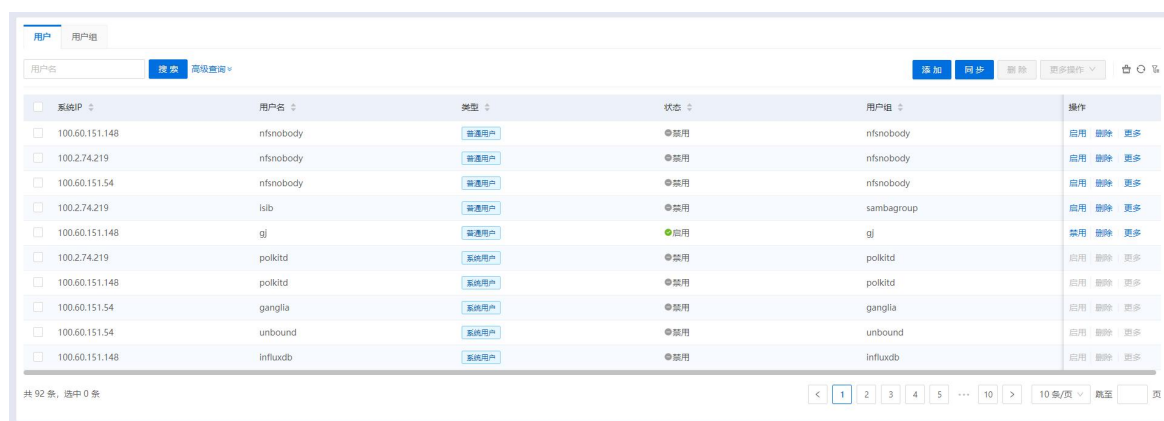 用户 用户组
用户名 搜索 高级查询 添加 同步 删除 更多操作
系统IP 用户名 类型 状态 用户组 操作
100.60.151.148 nfsnobody 普通用户 禁用 nfsnobody 启用 删除 更多
100.2.74.219 nfsnobody 普通用户 禁用 nfsnobody 启用 删除 更多
100.60.151.54 nfsnobody 普通用户 禁用 nfsnobody 启用 删除 更多
100.2.74.219 isib 普通用户 禁用 sambagroup 启用 删除 更多
100.60.151.148 gj 普通用户 启用 gj 禁用 删除 更多
100.2.74.219 polkitd 系统用户 禁用 polkitd 启用 删除 更多
100.60.151.148 polkitd 系统用户 禁用 polkitd 启用 删除 更多
100.60.151.54 ganglia 系统用户 禁用 ganglia 启用 删除 更多
100.60.151.54 unbound 系统用户 禁用 unbound 启用 删除 更多
100.60.151.148 influxdb 系统用户 禁用 influxdb 启用 删除 更多
共 92 条, 选中 0 条 < 1 2 3 4 5 ··· 10 > 10 条/页 跳至 页